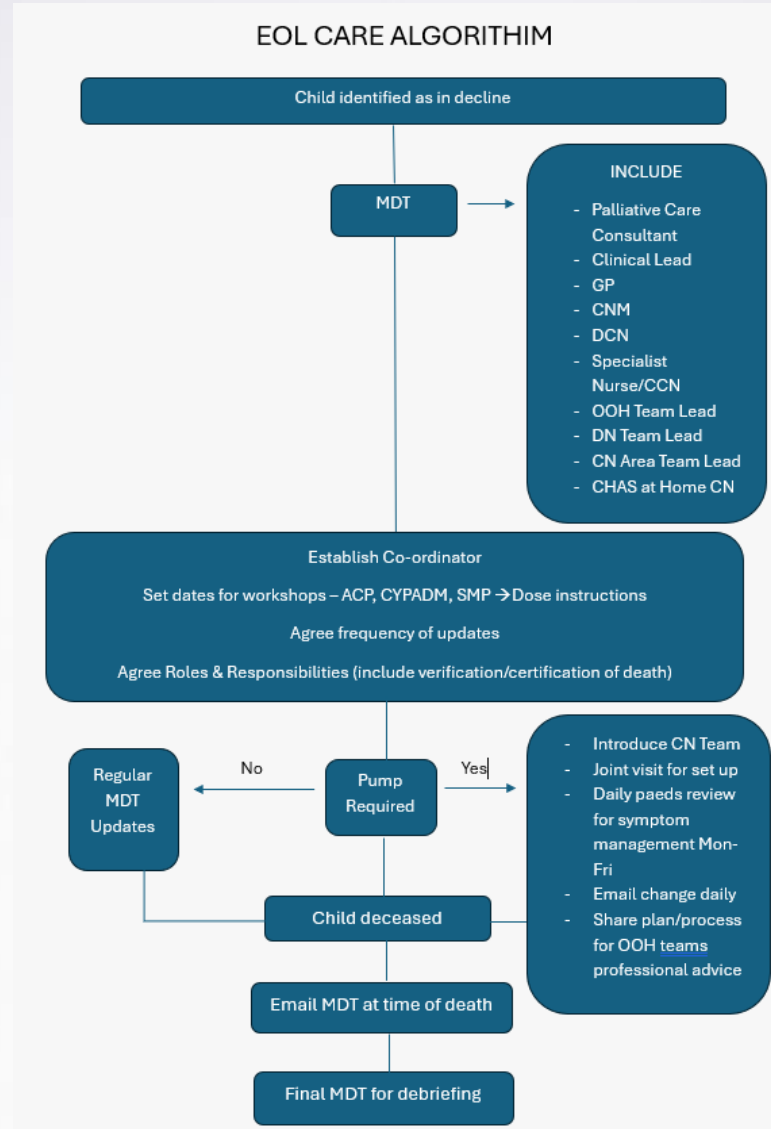 EOL CARE ALGORITHIM
Child identified as in decline
MDT
INCLUDE
- Palliative Care
Consultant
- Clinical Lead
- GP
- CNM
- DCN
- Specialist
Nurse/CCN
- OOH Team Lead
- DN Team Lead
- CN Area Team Lead
- CHAS at Home CN
Establish Co-ordinator
Set dates for workshops – ACP, CYPADM, SMP → Dose instructions
Agree frequency of updates
Agree Roles & Responsibilities (include verification/certification of death)
Regular
MDT
Updates
No
Pump
Required
Yes
- Introduce CN Team
- Joint visit for set up
- Daily paeds review
for symptom
management Mon-
Fri
- Email change daily
- Share plan/process
for OOH teams
professional advice
Child deceased
Email MDT at time of death
Final MDT for debriefing